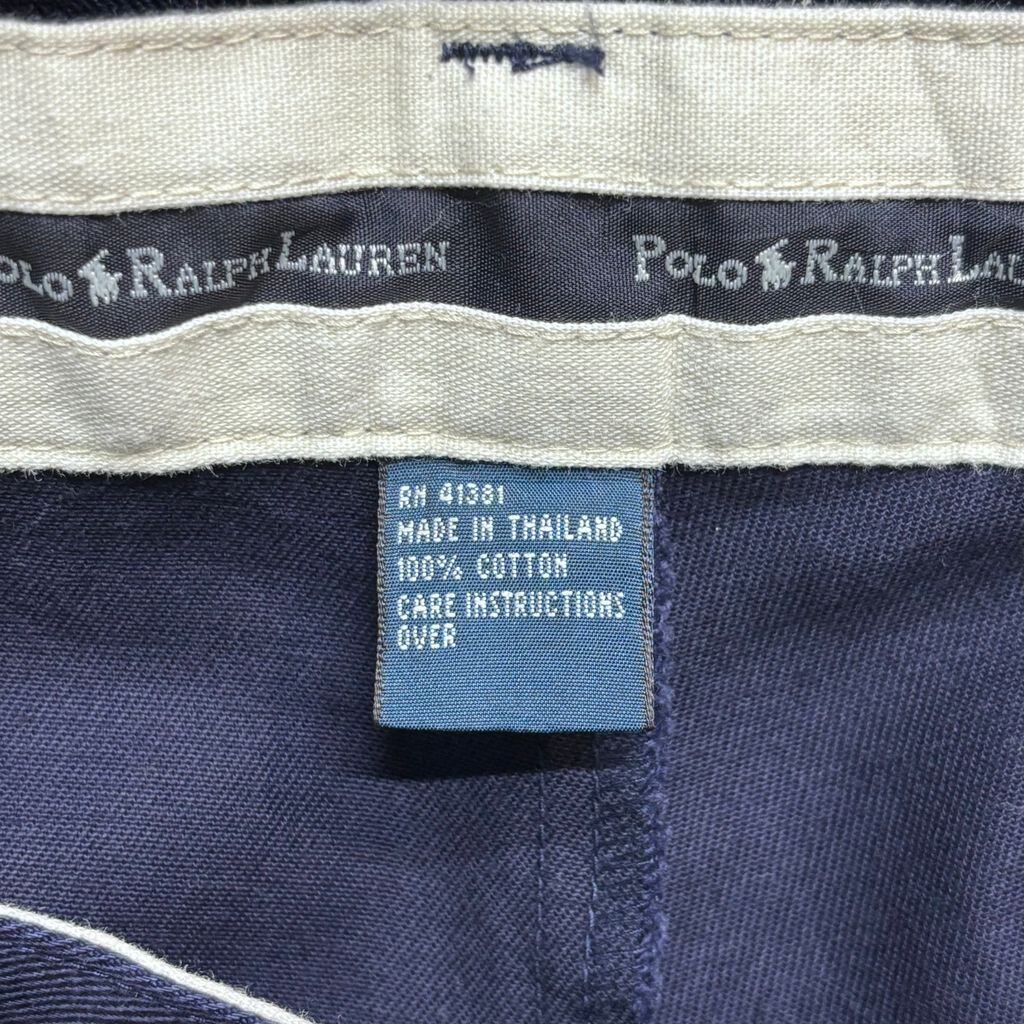 POLO RALPH LAUREN POLO RALPH LAU
RN 41381
MADE IN THAILAND
100% COTTON
CARE INSTRUCTIONS
OVER